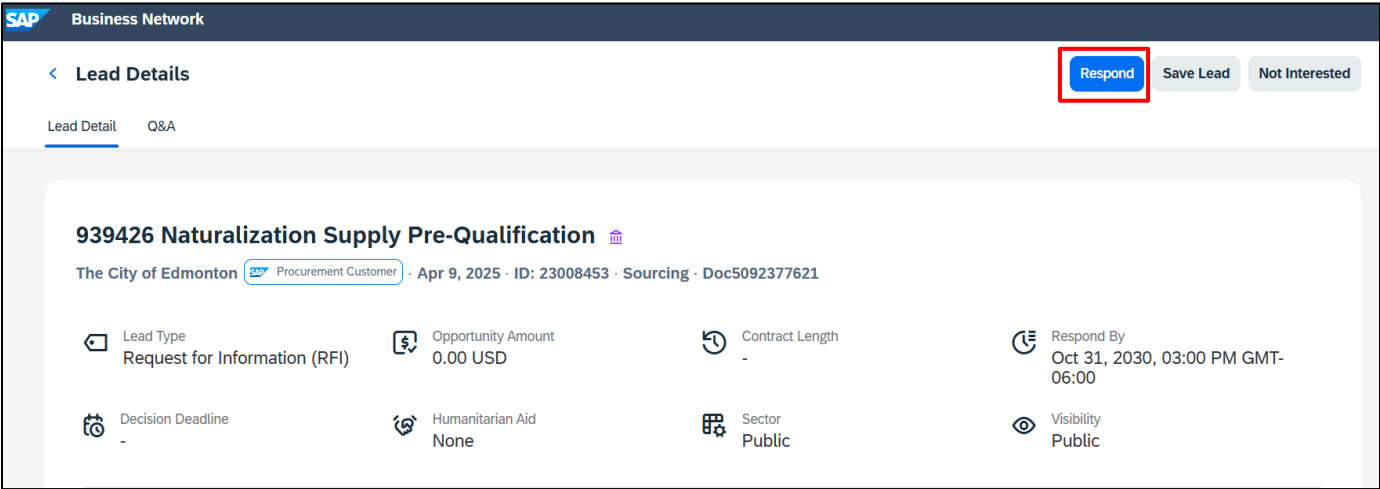 SAP Business Network
Lead Details
Respond Save Lead Not Interested
Lead Detail Q&A
939426 Naturalization Supply Pre-Qualification
The City of Edmonton SAP Procurement Customer · Apr 9, 2025 · ID: 23008453 · Sourcing · Doc5092377621
Lead Type
Request for Information (RFI)
Opportunity Amount
0.00 USD
Contract Length
-
Respond By
Oct 31, 2030, 03:00 PM GMT-
06:00
Decision Deadline
-
Humanitarian Aid
None
Sector
Public
Visibility
Public